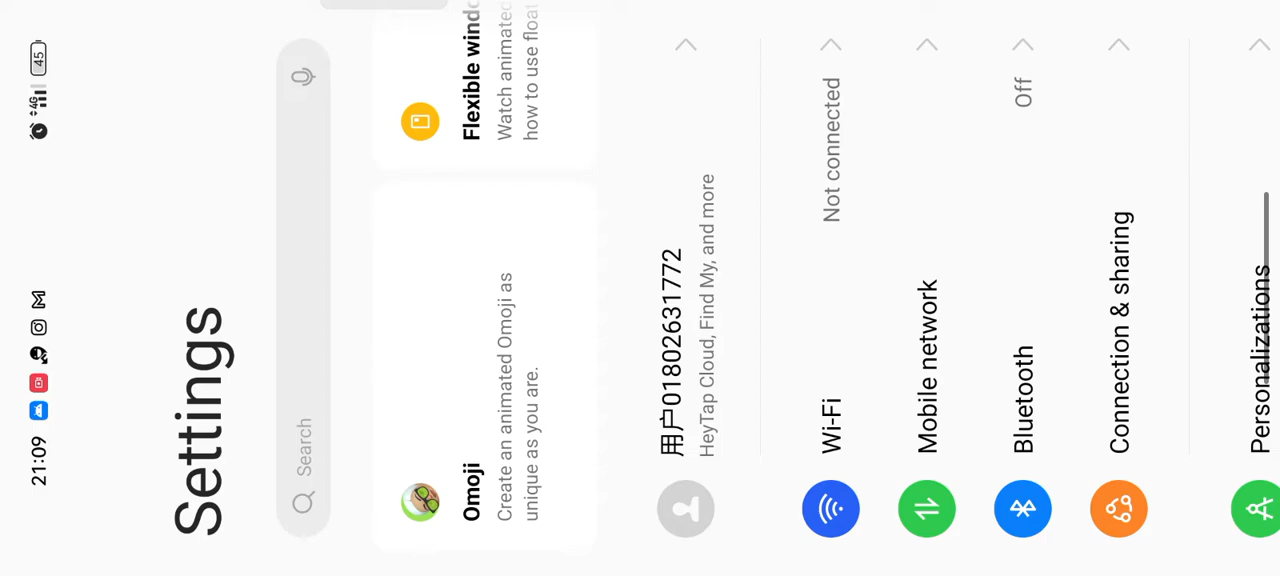 21:09
4G
45
Settings
Search
Omoji
Create an animated Omoji as
unique as you are.
Flexible wind
Watch animated
how to use float
用户01802631772
HeyTap Cloud, Find My, and more
Wi-Fi
Not connected
Mobile network
Bluetooth
Off
Connection & sharing
Personalizations